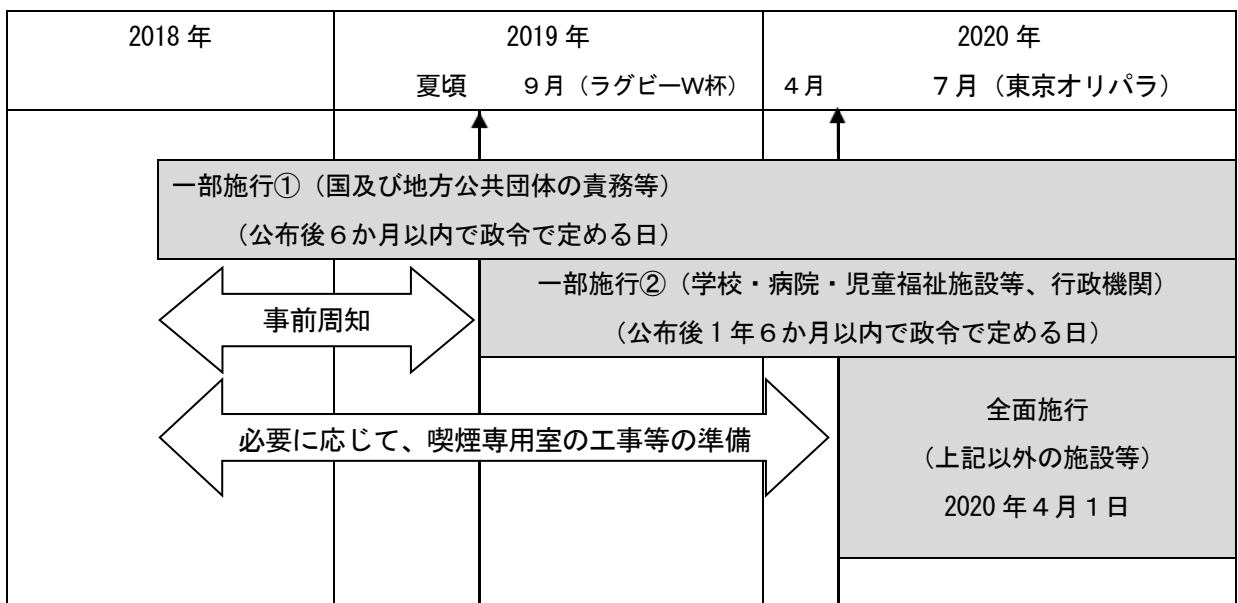 2018 年
2019 年
2020 年
夏頃
９月（ラグビーＷ杯）
４月
７月（東京オリパラ）
一部施行①（国及び地方公共団体の責務等）
（公布後６か月以内で政令で定める日）
一部施行②（学校・病院・児童福祉施設等、行政機関）
（公布後１年６か月以内で政令で定める日）
事前周知
必要に応じて、喫煙専用室の工事等の準備
全面施行
（上記以外の施設等）
2020 年４月１日